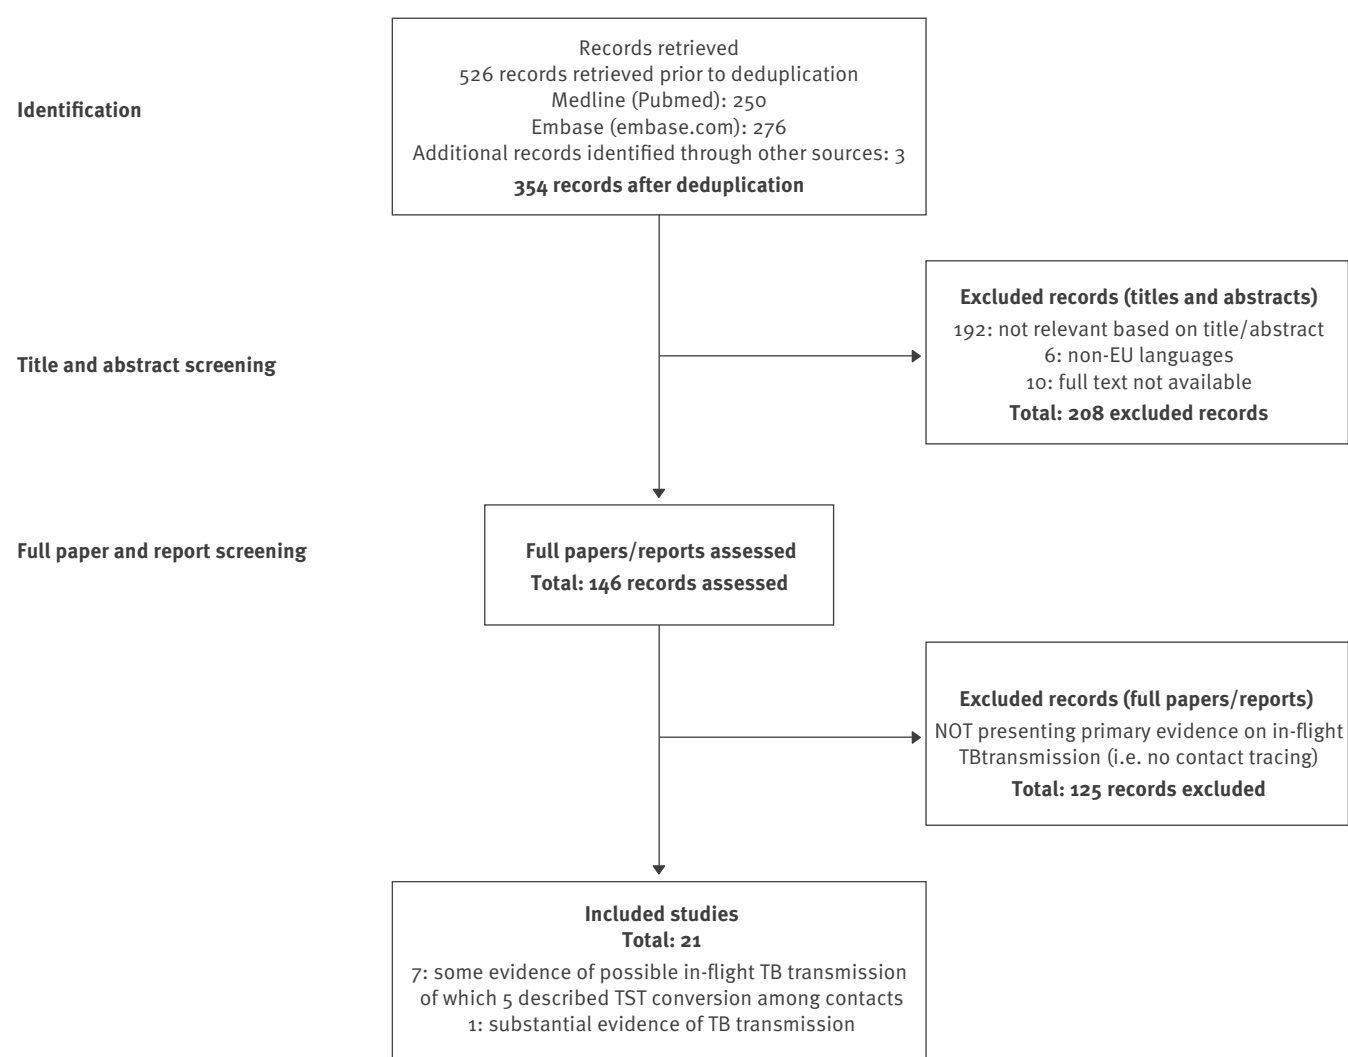 Identification
Records retrieved
526 records retrieved prior to deduplication
Medline (Pubmed): 250
Embase (embase.com): 276
Additional records identified through other sources: 3
354 records after deduplication
Title and abstract screening
Excluded records (titles and abstracts)
192: not relevant based on title/abstract
6: non-EU languages
10: full text not available
Total: 208 excluded records
Full paper and report screening
Full papers/reports assessed
Total: 146 records assessed
Excluded records (full papers/reports)
NOT presenting primary evidence on in-flight
TBtransmission (i.e. no contact tracing)
Total: 125 records excluded
Included studies
Total: 21
7: some evidence of possible in-flight TB transmission
of which 5 described TST conversion among contacts
1: substantial evidence of TB transmission